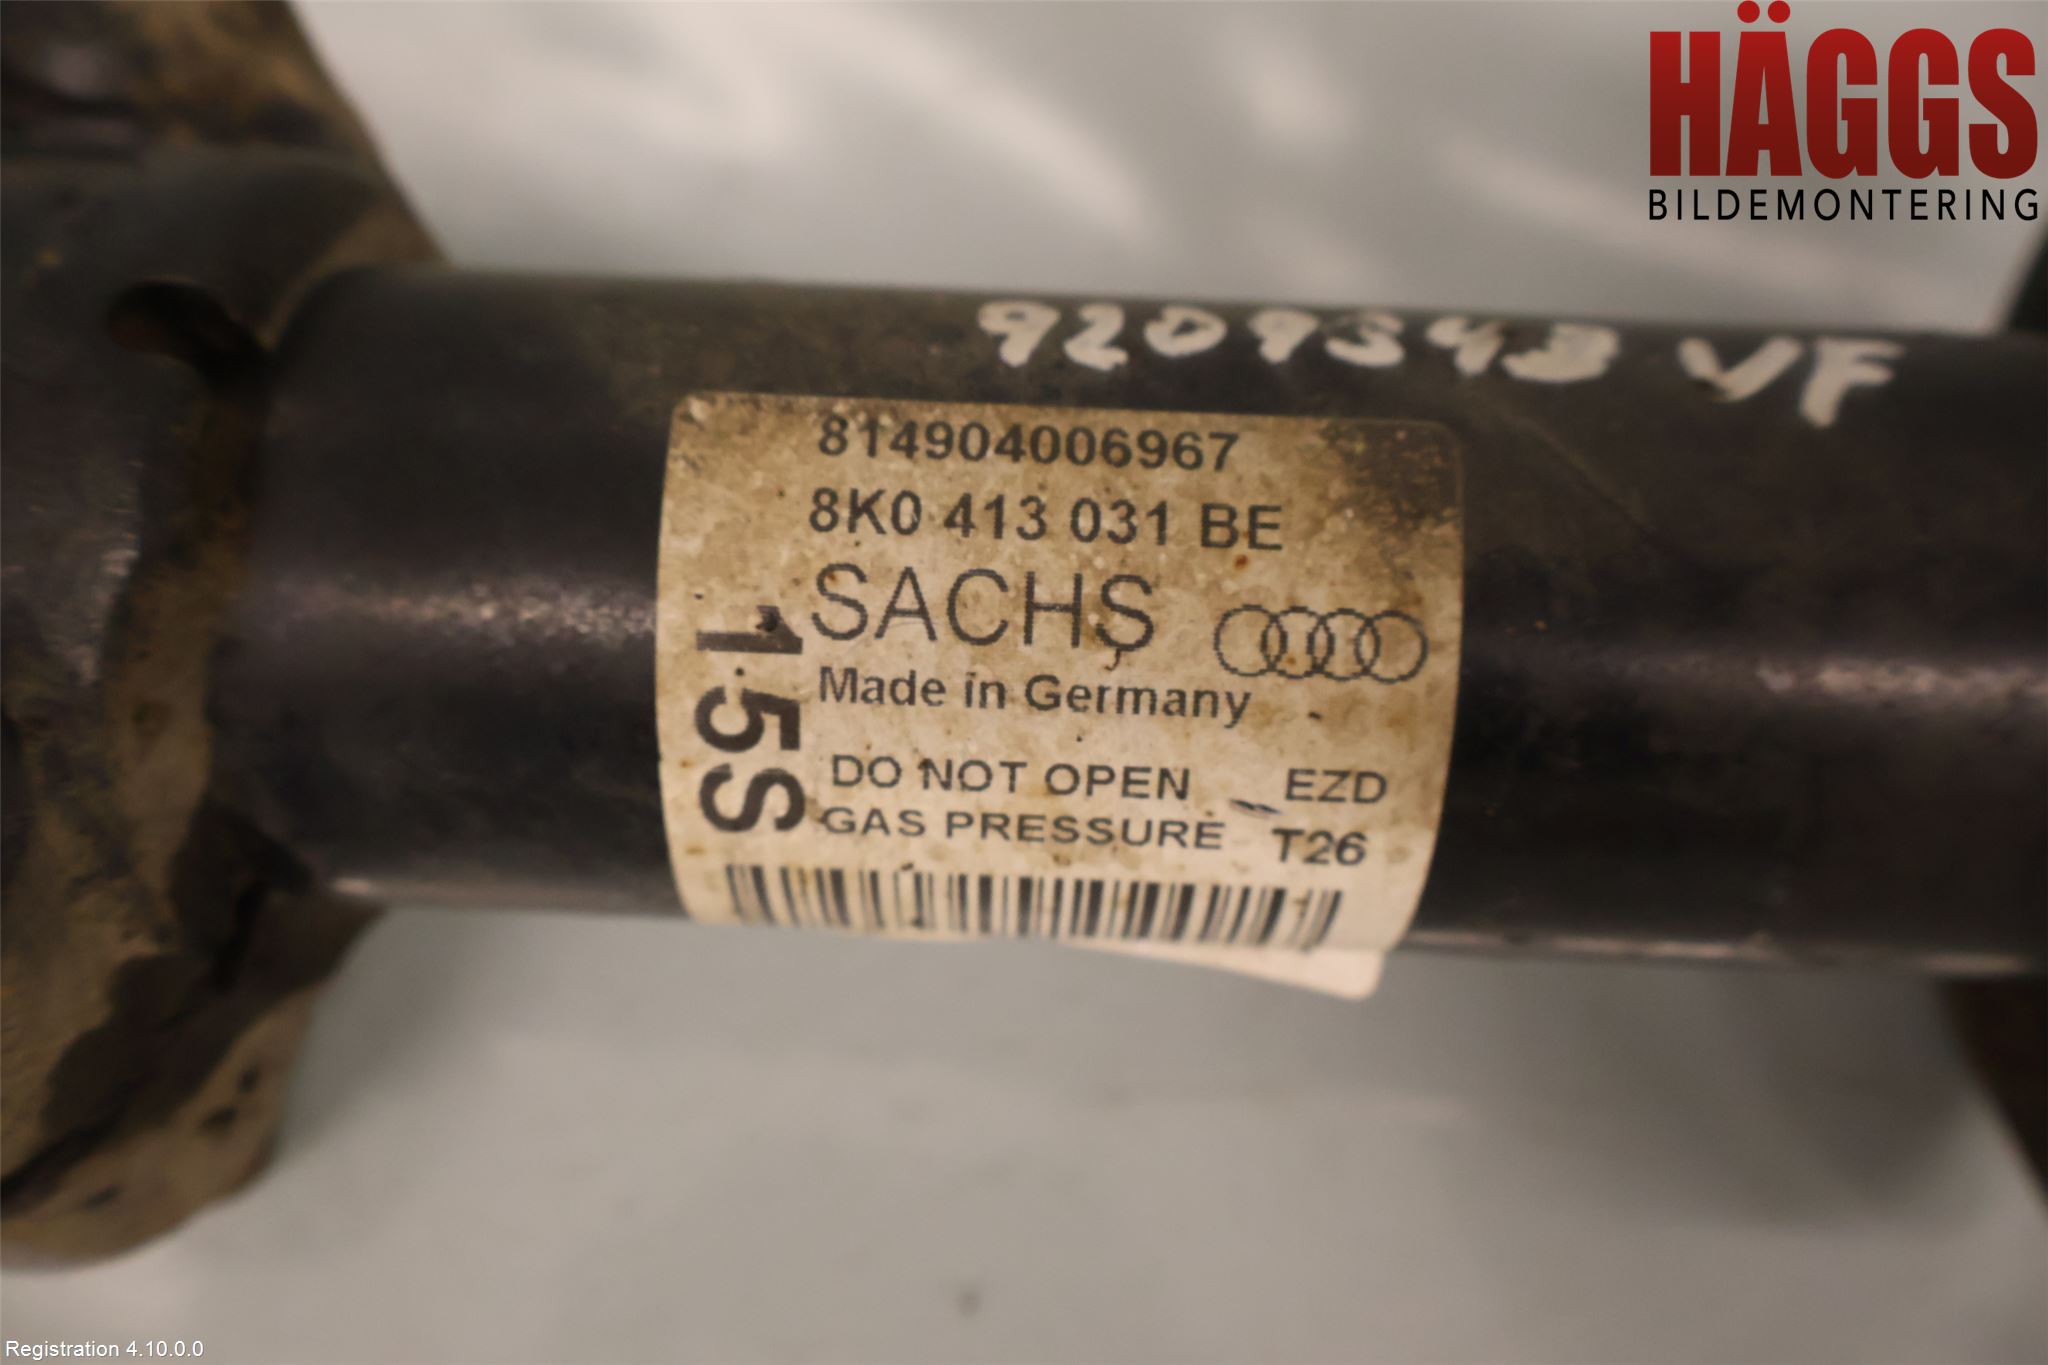 HÄGGS
BILDEMONTERING
9209343 VF
814904006967
8K0 413 031 BE
SACHS
Made in Germany
15S
DO NOT OPEN EZD
GAS PRESSURE T26
Registration 4.10.0.0